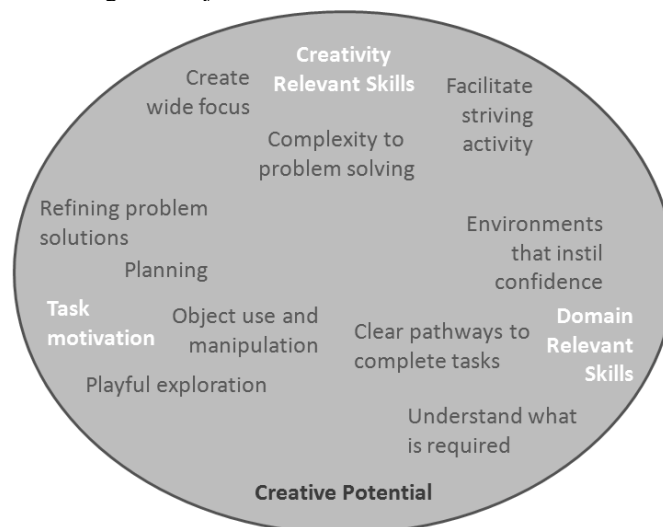 Creativity
Relevant Skills
Create
wide focus
Facilitate
striving
activity
Complexity to
problem solving
Refining problem
solutions
Planning
Environments
that instil
confidence
Task
motivation
Object use and
manipulation
Clear pathways to
complete tasks
Domain
Relevant
Skills
Playful exploration
Understand what
is required
Creative Potential